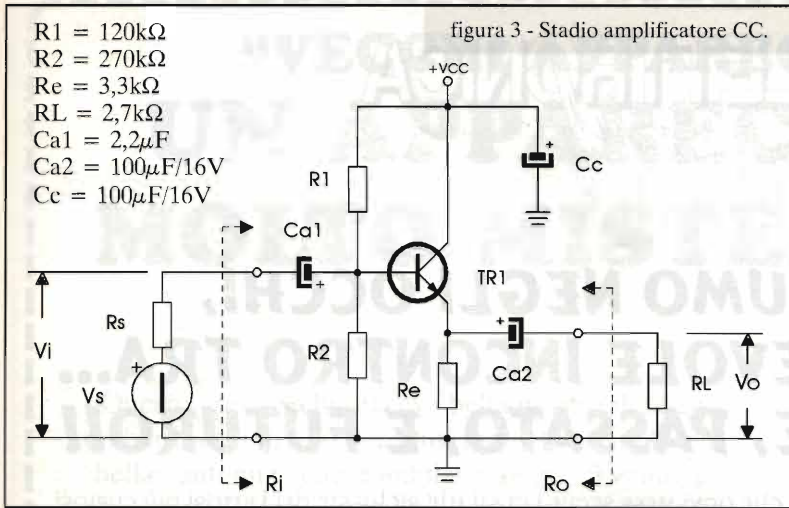 R1 = 120kΩ
R2 = 270kΩ
Re = 3,3kΩ
RL = 2,7kΩ
Ca1 = 2,2μF
Ca2 = 100μF/16V
Cc = 100μF/16V
figura 3 - Stadio amplificatore CC.
+VCC
R1
+
Cc
Ca1
+
TR1
Rs
Vi
+
Vs
R2
Re
+
Ca2
RL
Vo
Ri
Ro